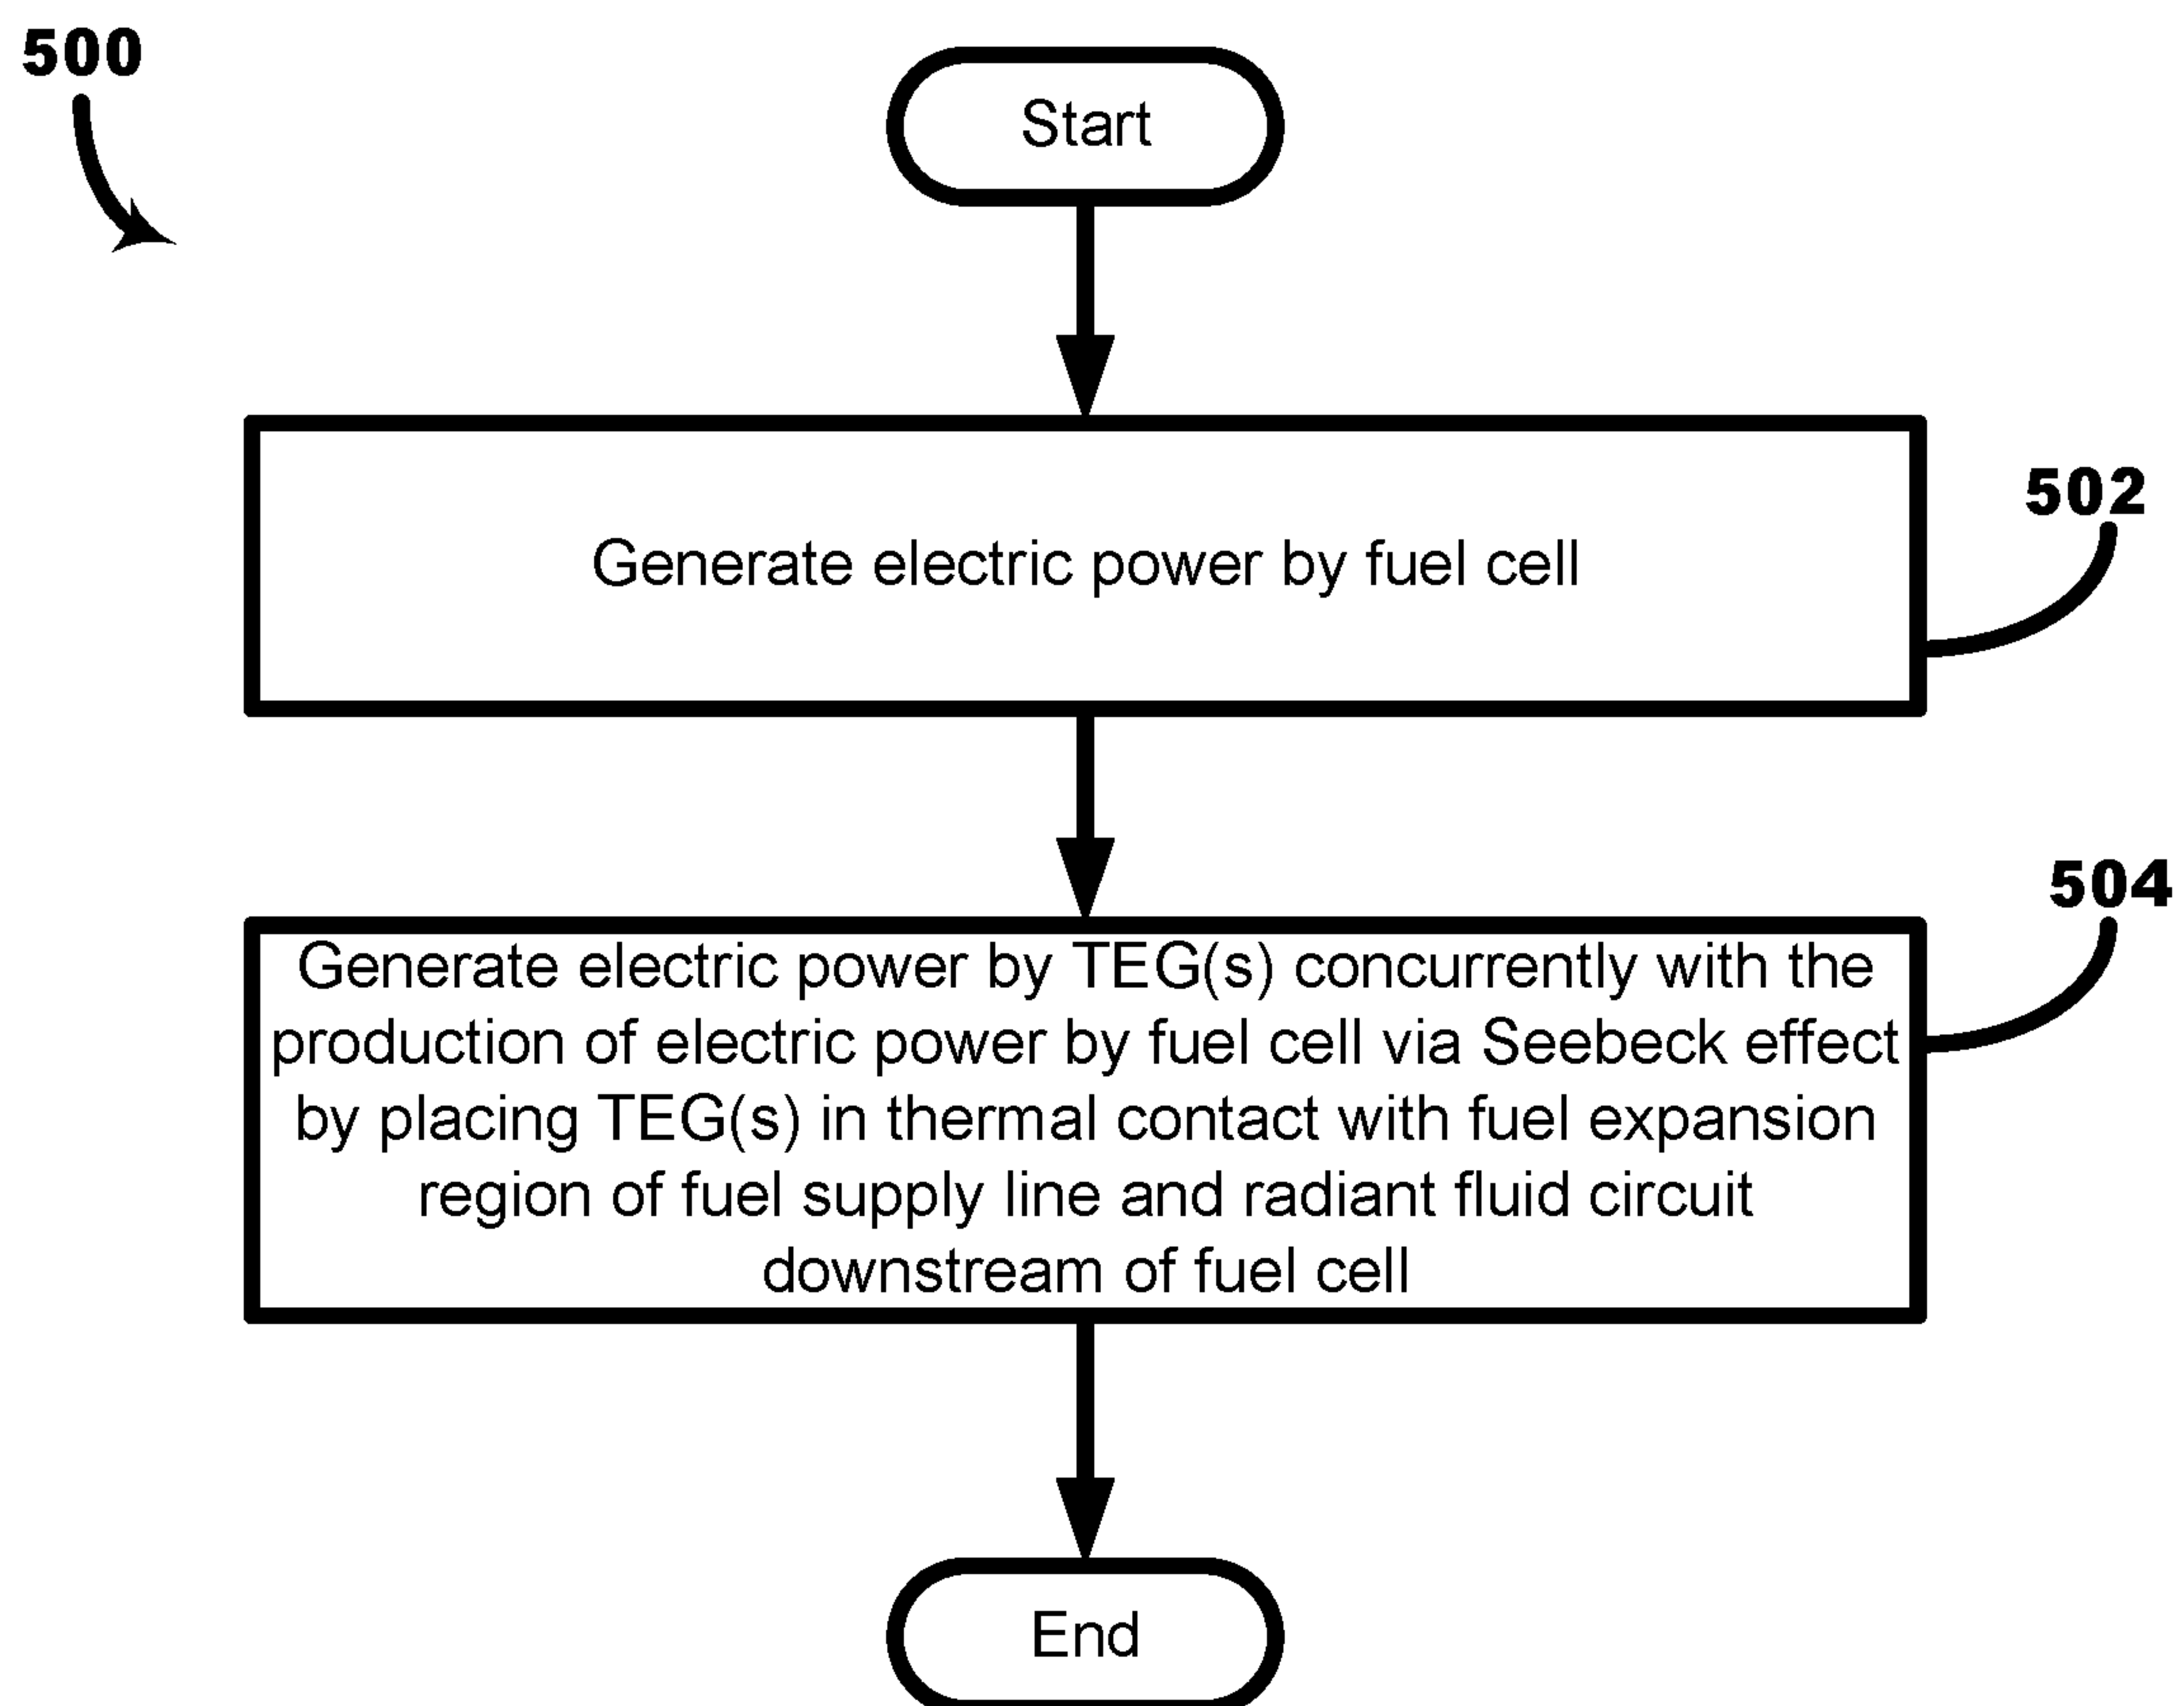 500
Start
Generate electric power by fuel cell
502
504
Generate electric power by TEG(s) concurrently with the
production of electric power by fuel cell via Seebeck effect
by placing TEG(s) in thermal contact with fuel expansion
region of fuel supply line and radiant fluid circuit
downstream of fuel cell
End